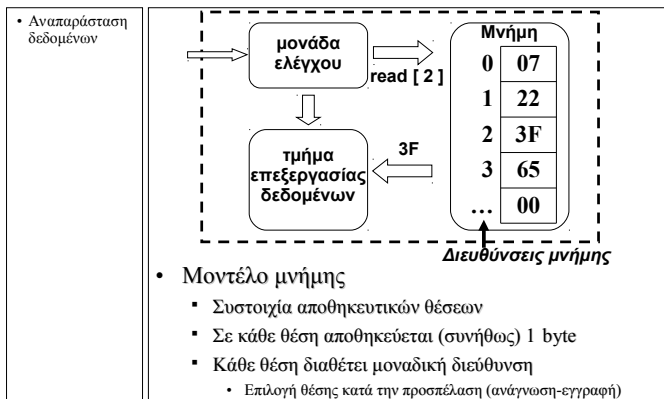 • Αναπαράσταση
δεδομένων
μονάδα
ελέγχου
read [ 2 ]
Μνήμη
0 07
1 22
2 3F
3 65
... 00
τμήμα
επεξεργασίας
δεδομένων
3F
Διευθύνσεις μνήμης
• Μοντέλο μνήμης
▪ Συστοιχία αποθηκευτικών θέσεων
▪ Σε κάθε θέση αποθηκεύεται (συνήθως) 1 byte
▪ Κάθε θέση διαθέτει μοναδική διεύθυνση
• Επιλογή θέσης κατά την προσπέλαση (ανάγνωση-εγγραφή)